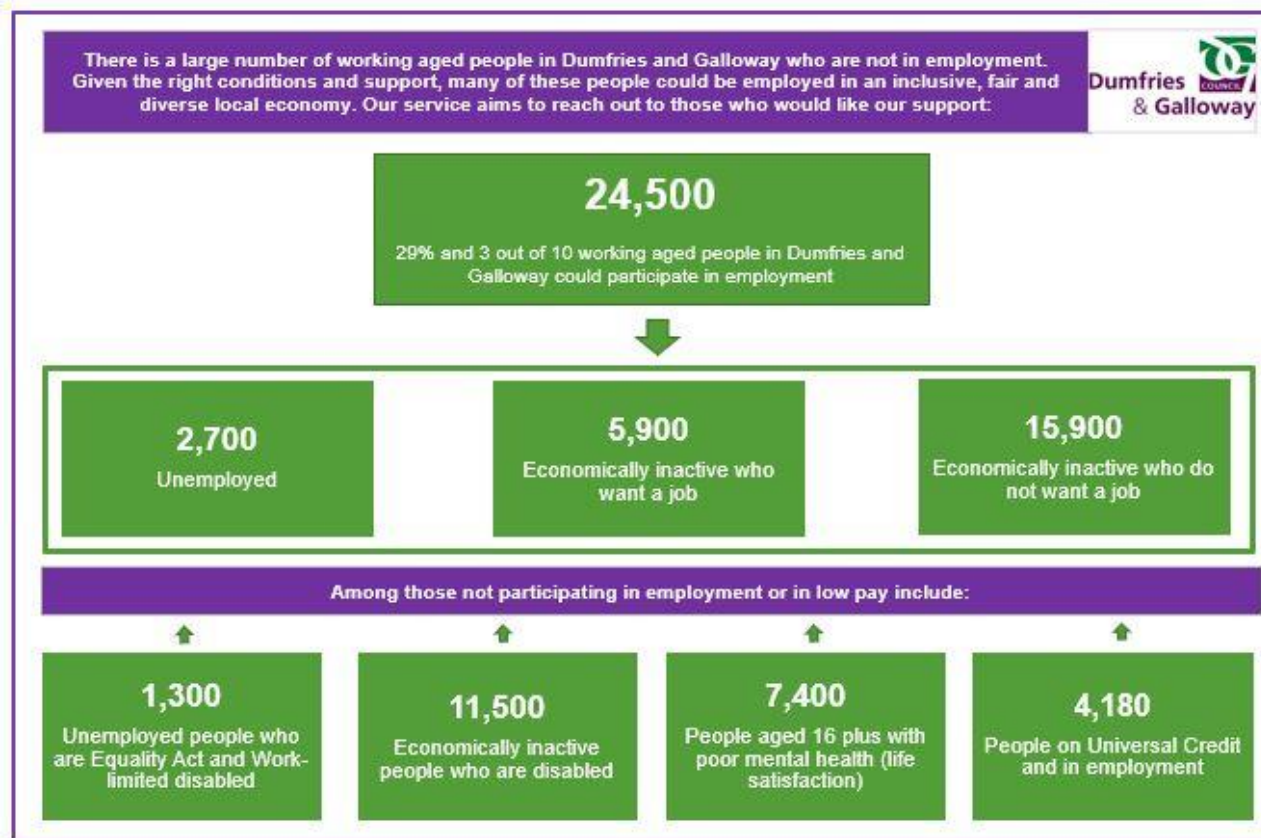 There is a large number of working aged people in Dumfries and Galloway who are not in employment.
Given the right conditions and support, many of these people could be employed in an inclusive, fair and
diverse local economy. Our service aims to reach out to those who would like our support:
Dumfries
COUNCIL
& Galloway
24,500
29% and 3 out of 10 working aged people in Dumfries and
Galloway could participate in employment
2,700
Unemployed
5,900
Economically inactive who
want a job
15,900
Economically inactive who do
not want a job
Among those not participating in employment or in low pay include:
1,300
Unemployed people who
are Equality Act and Work-
limited disabled
11,500
Economically inactive
people who are disabled
7,400
People aged 16 plus with
poor mental health (life
satisfaction)
4,180
People on Universal Credit
and in employment